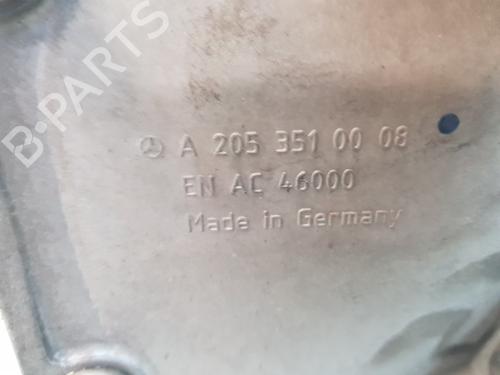 A 205 351 00 08
EN AC 46000
Made in Germany
B-PARTS